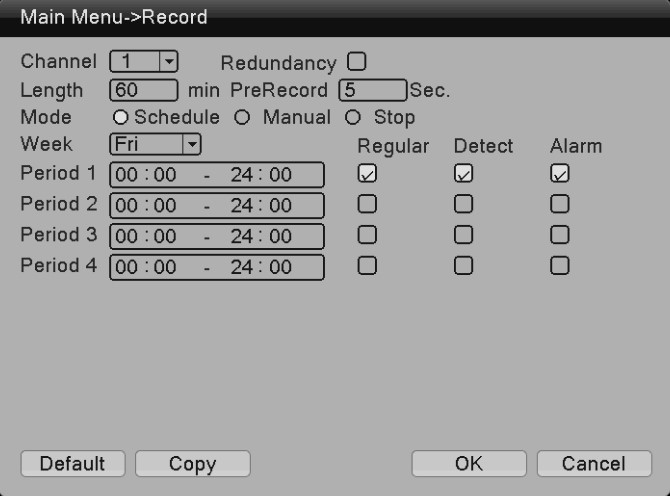 Main Menu->Record
Channel 1 Redundancy
Length 60 min PreRecord 5 Sec.
Mode Schedule Manual Stop
Week Fri Regular Detect Alarm
Period 1 00:00 - 24:00
Period 2 00:00 - 24:00
Period 3 00:00 - 24:00
Period 4 00:00 - 24:00
Default Copy OK Cancel